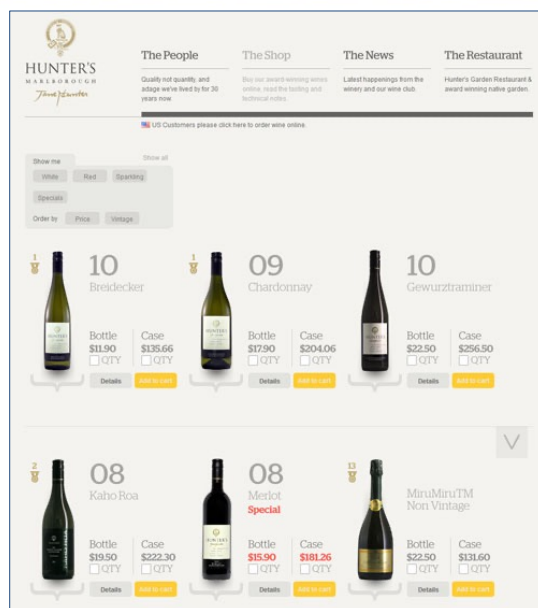 HUNTER'S
MARLBOROUGH
Jane Hunter
The People
Quality not quantity, and
adage we've lived by for 30
years now.
The Shop
Buy our award winning wines
online, read the tasting and
technical notes.
The News
Latest happenings from the
winery and our wine club.
The Restaurant
Hunter's Garden Restaurant &
award winning native garden.
US Customers please click here to order wine online.
Show me
Show all
White
Red
Sparkling
Specials
Order by
Price
Vintage
1
10
Breidecker
Bottle
$11.90
QTY
Case
$135.66
QTY
Details
Add to cart
1
09
Chardonnay
Bottle
$17.90
QTY
Case
$204.06
QTY
Details
Add to cart
10
Gewurztraminer
Bottle
$22.50
QTY
Case
$256.50
QTY
Details
Add to cart
2
08
Kaho Roa
Bottle
$19.50
QTY
Case
$222.30
QTY
Details
Add to cart
08
Merlot
Special
Bottle
$15.90
QTY
Case
$181.26
QTY
Details
Add to cart
13
MiruMiruTM
Non Vintage
Bottle
$22.50
QTY
Case
$131.60
QTY
Details
Add to cart